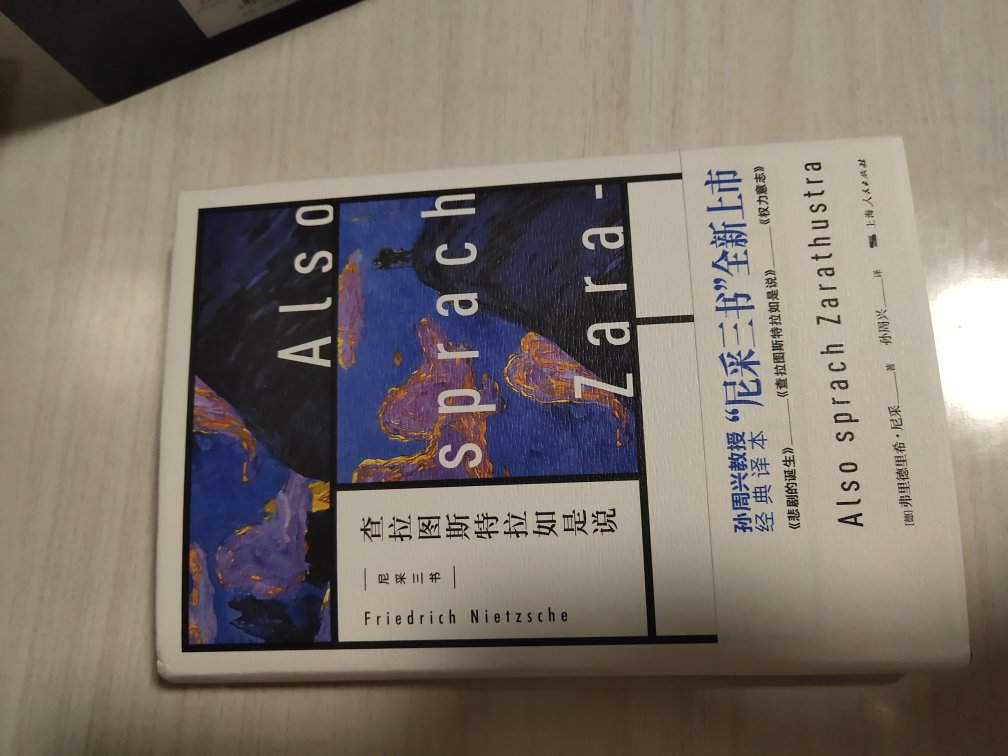 Also
sprach
Zara-
查拉图斯特拉如是说
尼采三书
Friedrich Nietzsche
孙周兴教授
经典译本
“尼采三书”全新上市
《悲剧的诞生》——《查拉图斯特拉如是说》——《权力意志》
Also sprach Zarathustra
[德] 弗里德里希·尼采——著 孙周兴——译
上海人民出版社